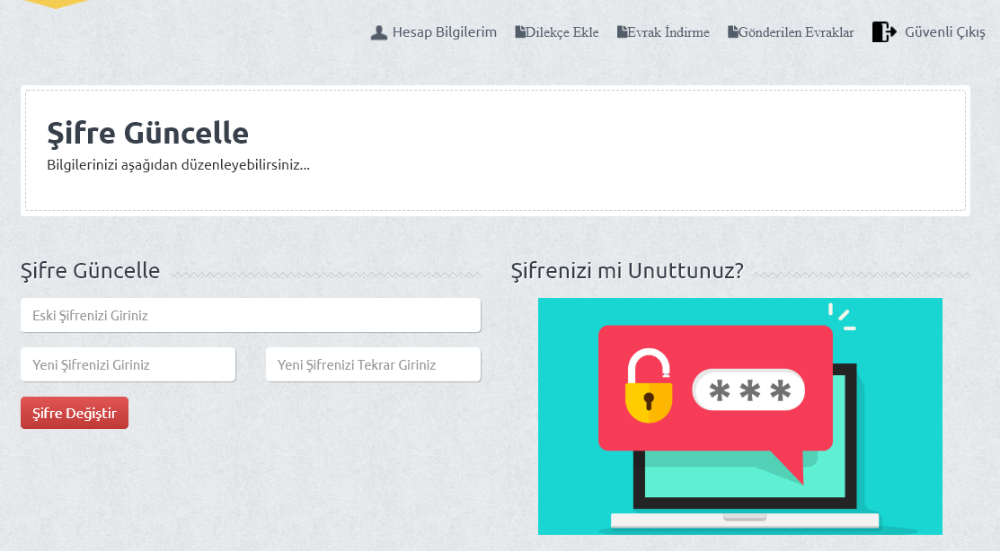 Hesap Bilgilerim Dilekçe Ekle Evrak İndirme Gönderilen Evraklar Güvenli Çıkış
Şifre Güncelle
Bilgilerinizi aşağıdan düzenleyebilirsiniz...
Şifre Güncelle
Eski Şifrenizi Giriniz
Yeni Şifrenizi Giriniz Yeni Şifrenizi Tekrar Giriniz
Şifre Değiştir
Şifrenizi mi Unuttunuz?
***